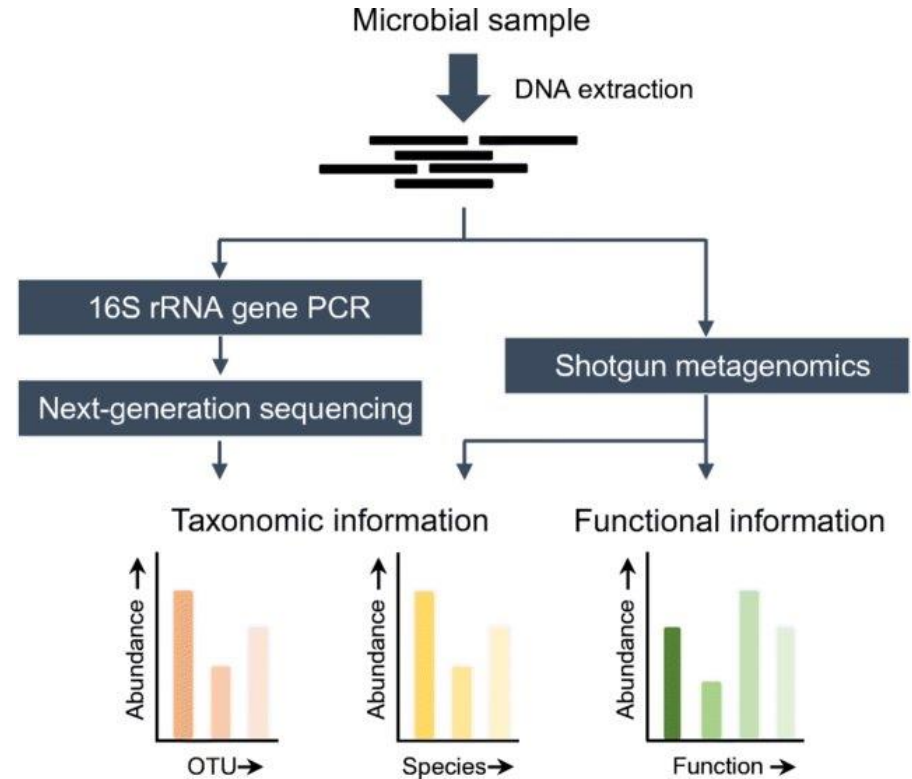 Microbial sample
DNA extraction
16S rRNA gene PCR
Next-generation sequencing
Shotgun metagenomics
Taxonomic information
Functional information
Abundance →
OTU→
Abundance →
Species→
Abundance →
Function →